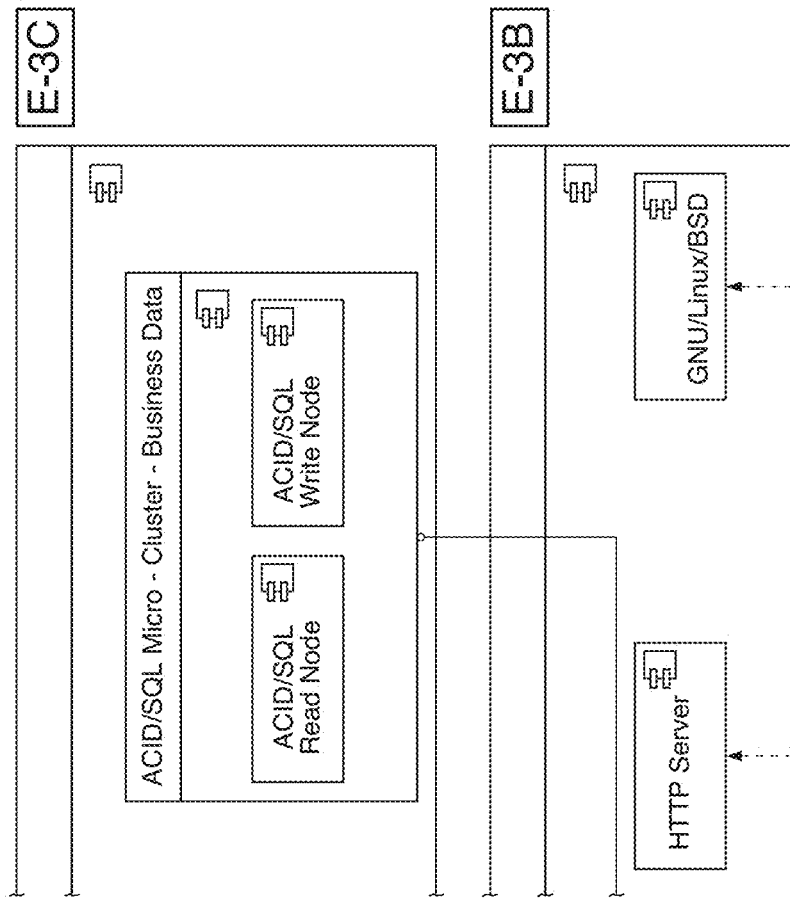 E-3C
ACID/SQL Micro - Cluster - Business Data
ACID/SQL
Read Node
ACID/SQL
Write Node
E-3B
HTTP Server
GNU/Linux/BSD